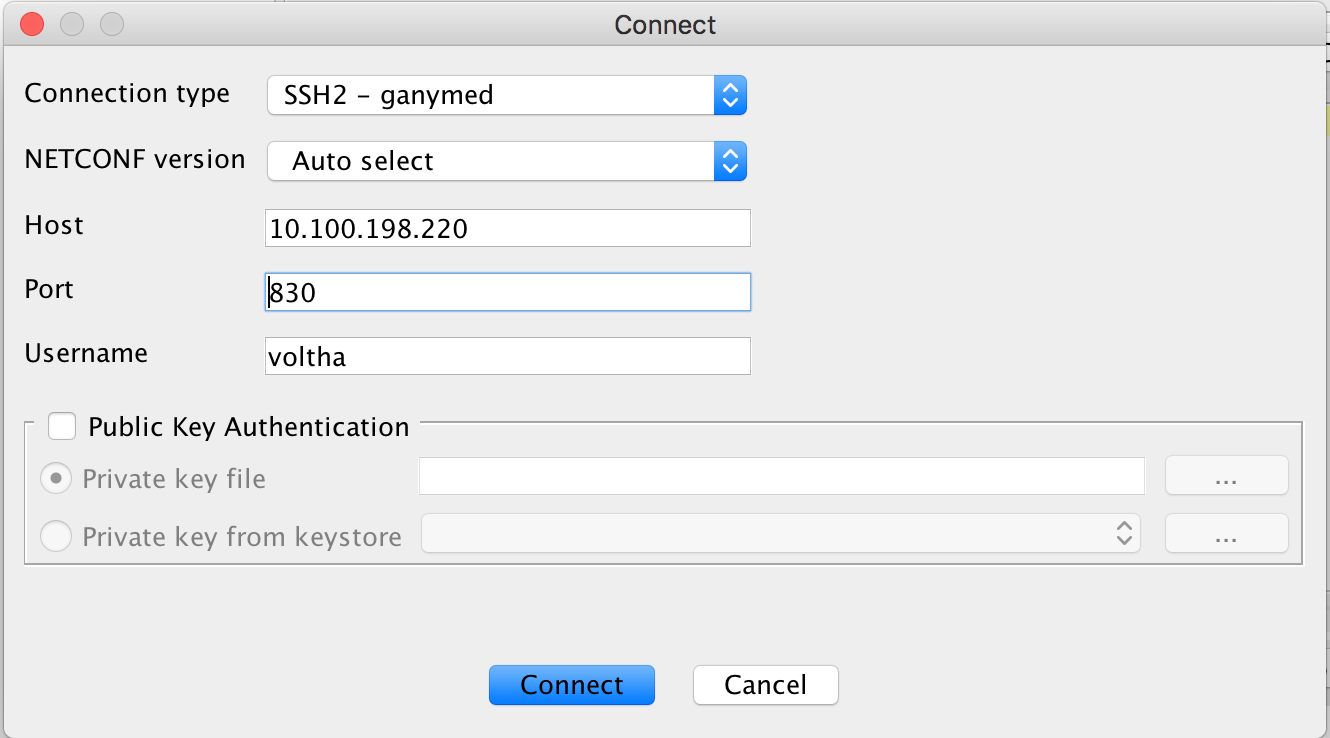 Connect
Connection type SSH2 - ganymed
NETCONF version Auto select
Host 10.100.198.220
Port 830
Username voltha
Public Key Authentication
Private key file ...
Private key from keystore ...
Connect Cancel